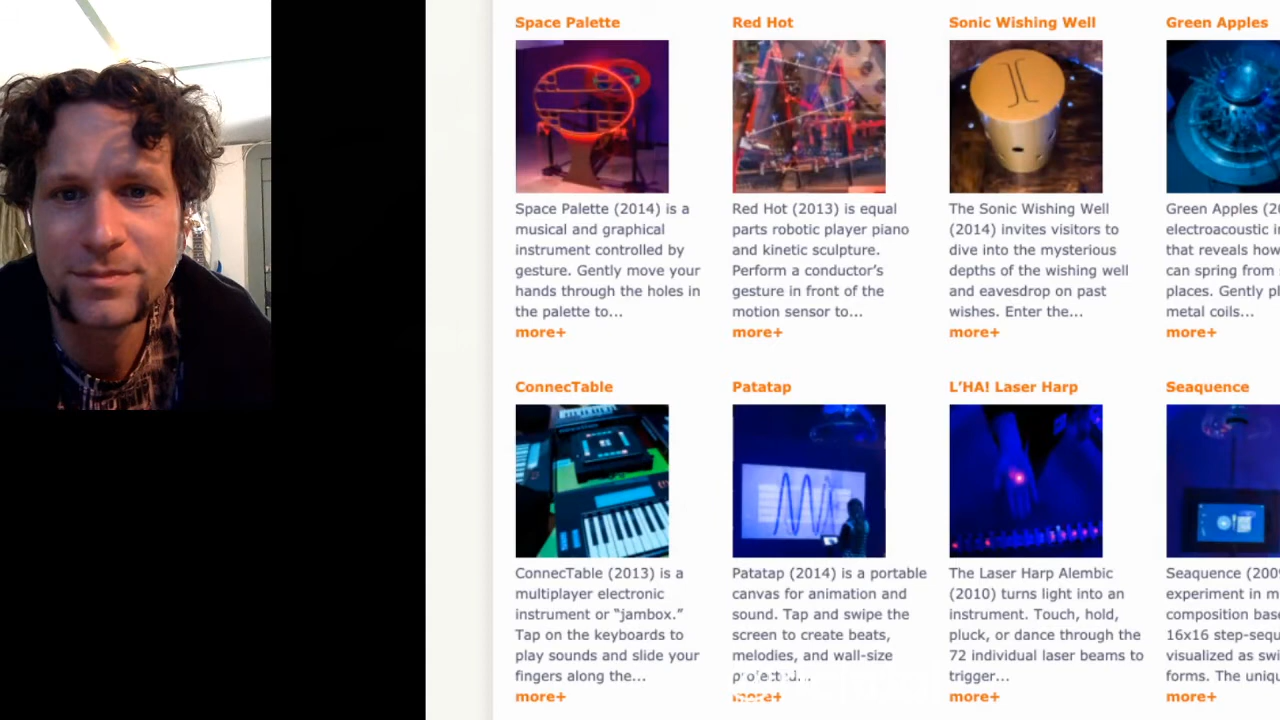 Space Palette
Space Palette (2014) is a
musical and graphical
instrument controlled by
gesture. Gently move your
hands through the holes in
the palette to...
more+
Red Hot
Red Hot (2013) is equal
parts robotic player piano
and kinetic sculpture.
Perform a conductor’s
gesture in front of the
motion sensor to...
more+
Sonic Wishing Well
The Sonic Wishing Well
(2014) invites visitors to
dive into the mysterious
depths of the wishing well
and eavesdrop on past
wishes. Enter the...
more+
Green Apples
Green Apples
electroacoustic
that reveals how
can spring from
places. Gently
metal coils...
more+
ConnecTable
ConnecTable (2013) is a
multiplayer electronic
instrument or “jambox.”
Tap on the keyboards to
play sounds and slide your
fingers along the...
more+
Patatap
Patatap (2014) is a portable
canvas for animation and
sound. Tap and swipe the
screen to create beats,
melodies, and wall-size
more+
L’HA! Laser Harp
The Laser Harp Alembic
(2010) turns light into an
instrument. Touch, hold,
pluck, or dance through the
72 individual laser beams to
trigger...
more+
Seaquence
Seaquence (2009
experiment in
composition
16x16
visualized as
forms. The
more+